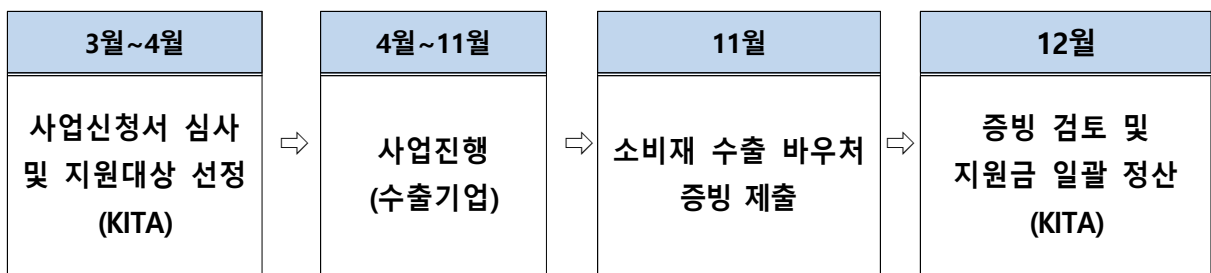 3월~4월
사업신청서 심사
및 지원대상 선정
(KITA)
⇨
4월~11월
사업진행
(수출기업)
⇨
11월
소비재 수출 바우처
증빙 제출
⇨
12월
증빙 검토 및
지원금 일괄 정산
(KITA)